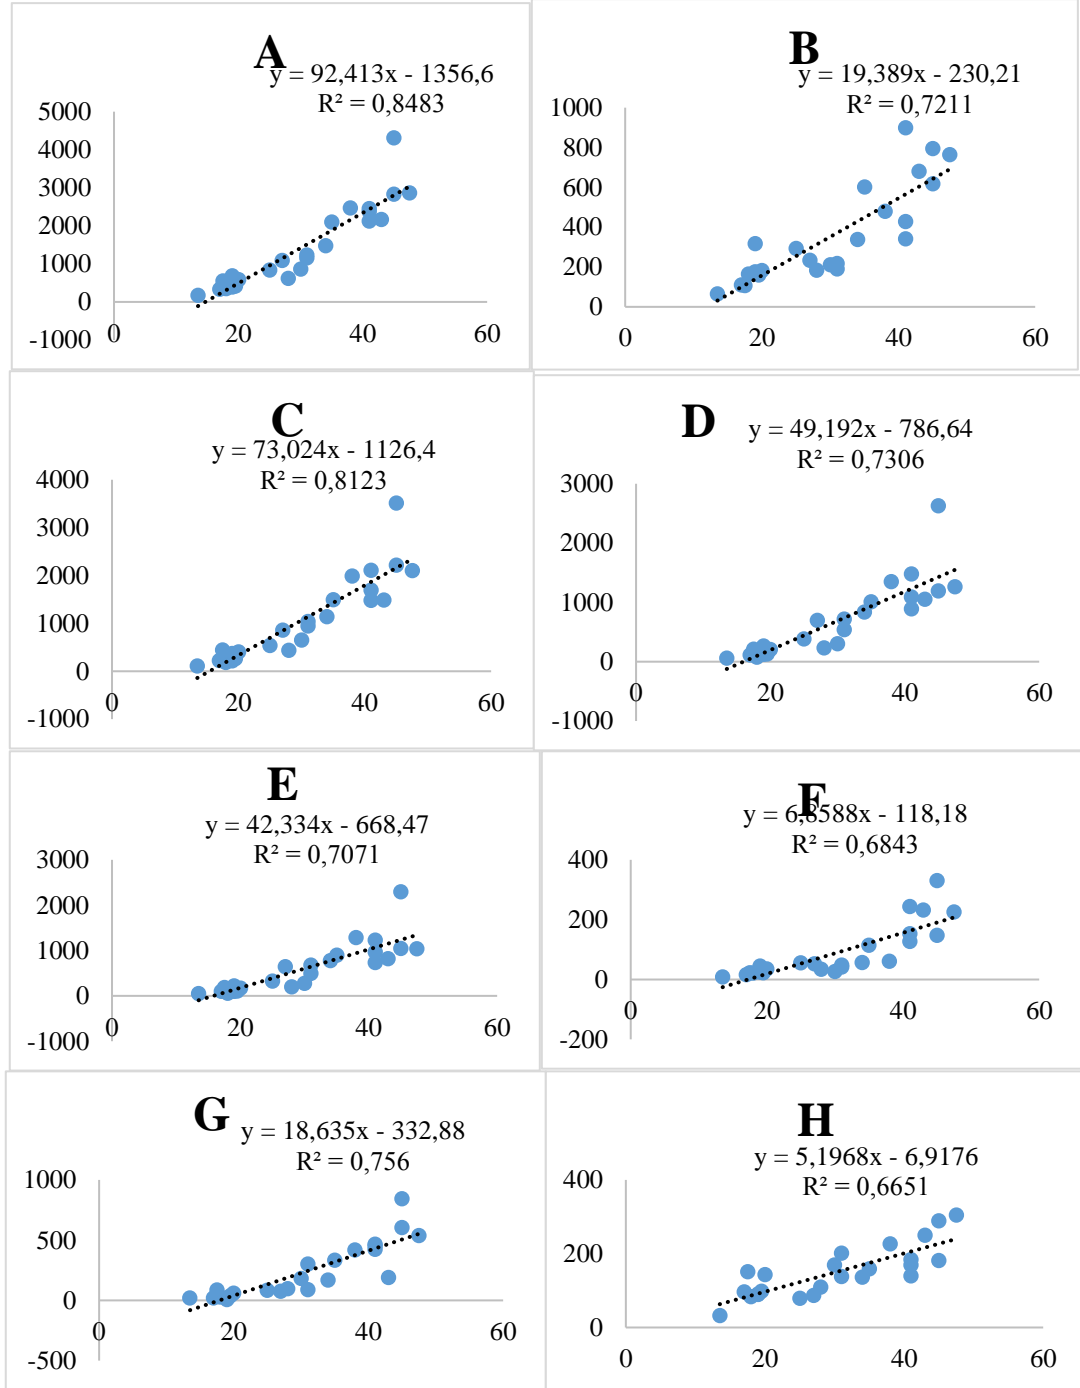 A
y = 92,413x - 1356,6
R² = 0,8483
5000
4000
3000
2000
1000
0
-1000
0 20 40 60
B
y = 19,389x - 230,21
R² = 0,7211
1000
800
600
400
200
0
0 20 40 60
C
y = 73,024x - 1126,4
R² = 0,8123
4000
3000
2000
1000
0
-1000
0 20 40 60
D
y = 49,192x - 786,64
R² = 0,7306
3000
2000
1000
0
-1000
0 20 40 60
E
y = 42,334x - 668,47
R² = 0,7071
3000
2000
1000
0
-1000
0 20 40 60
F
y = 6,8588x - 118,18
R² = 0,6843
400
200
0
-200
0 20 40 60
G
y = 18,635x - 332,88
R² = 0,756
1000
500
0
-500
0 20 40 60
H
y = 5,1968x - 6,9176
R² = 0,6651
400
200
0
0 20 40 60